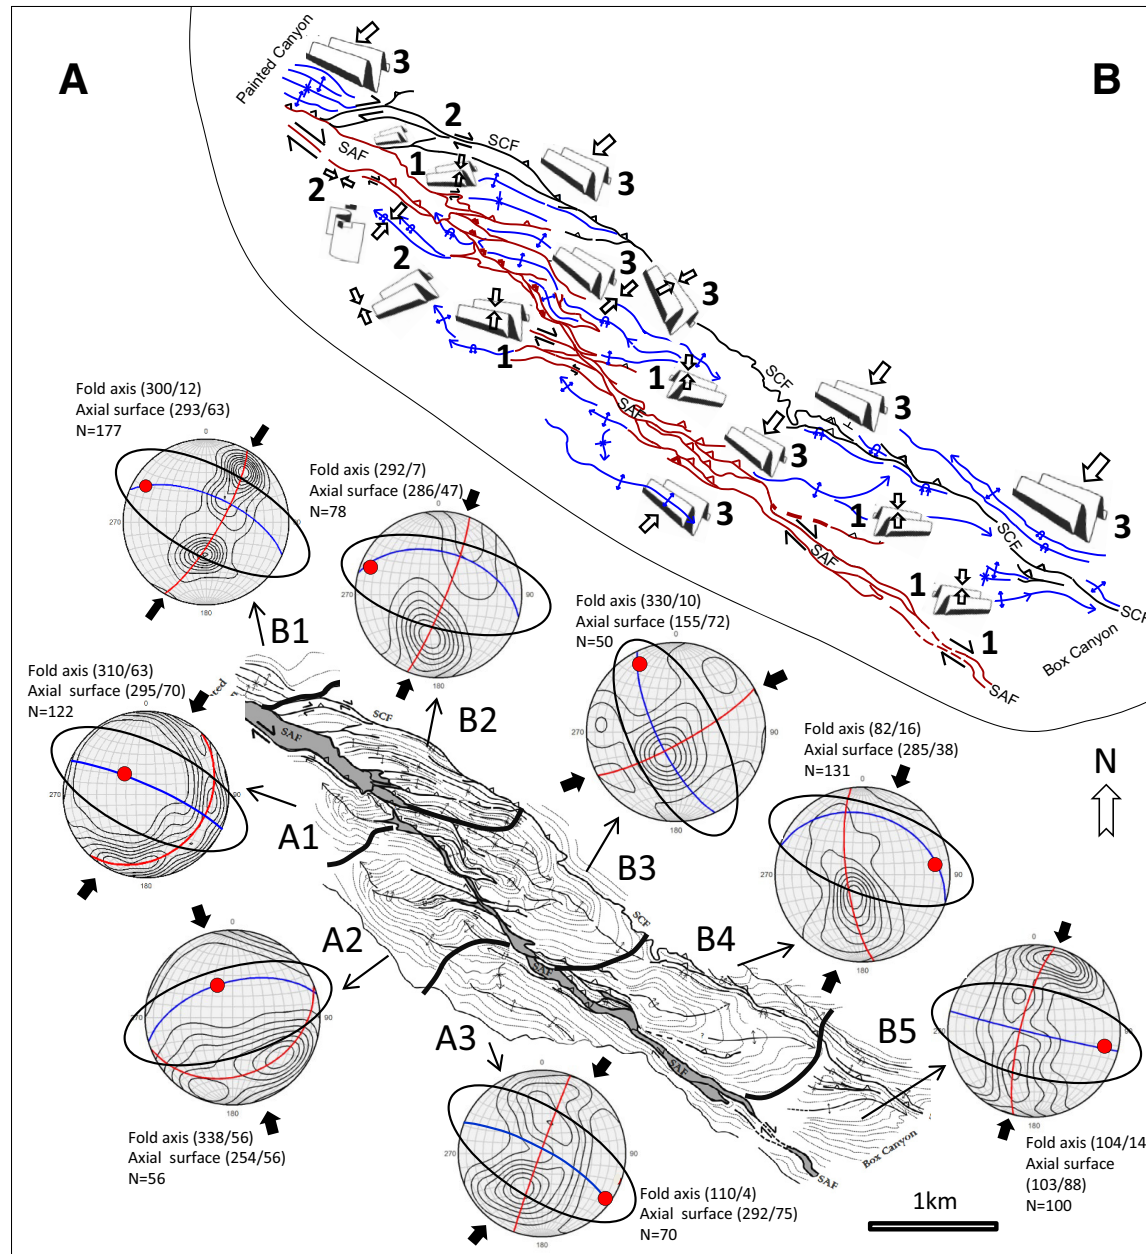 A
B
Painted Canyon
3
2
SCF
1
3
SAF
2
2
3
3
1
1
SCF
3
SAF
3
3
1
SCF
3
SAF
1
1
SCF
Box Canyon
SAF
N
Fold axis (300/12)
Axial surface (293/63)
N=177
0
270
90
180
B1
Fold axis (292/7)
Axial surface (286/47)
N=78
0
270
90
180
B2
Fold axis (330/10)
Axial surface (155/72)
N=50
0
270
90
180
B3
Fold axis (310/63)
Axial surface (295/70)
N=122
0
270
90
180
A1
Fold axis (82/16)
Axial surface (285/38)
N=131
0
270
90
180
B4
SCF
SAF
SCF
SAF
SAF
SAF
Box Canyon
A2
0
90
180
Fold axis (338/56)
Axial surface (254/56)
N=56
A3
0
90
180
Fold axis (110/4)
Axial surface (292/75)
N=70
B5
0
270
90
180
Fold axis (104/14
Axial surface
(103/88)
N=100
1km